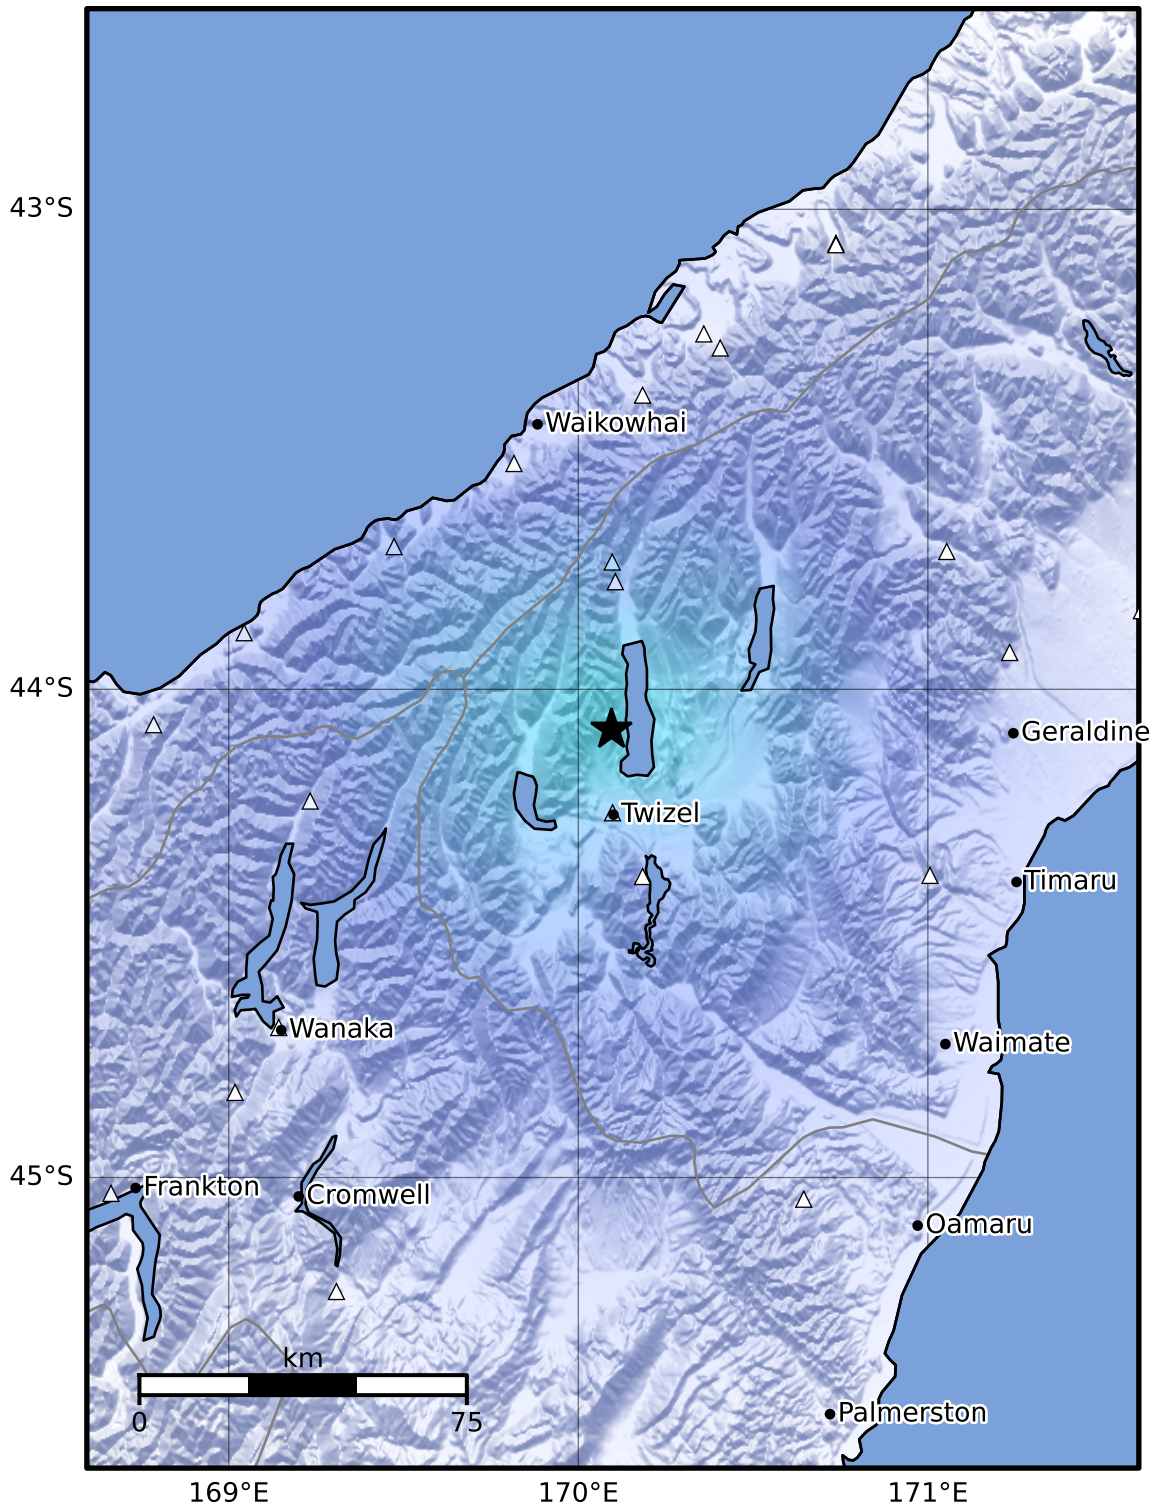 43°S
Waikowhai
44°S
Geraldine
Twizel
Timaru
Wanaka
Waimate
45°S
Frankton
Cromwell
Oamaru
km
0
75
Palmerston
169°E
170°E
171°E